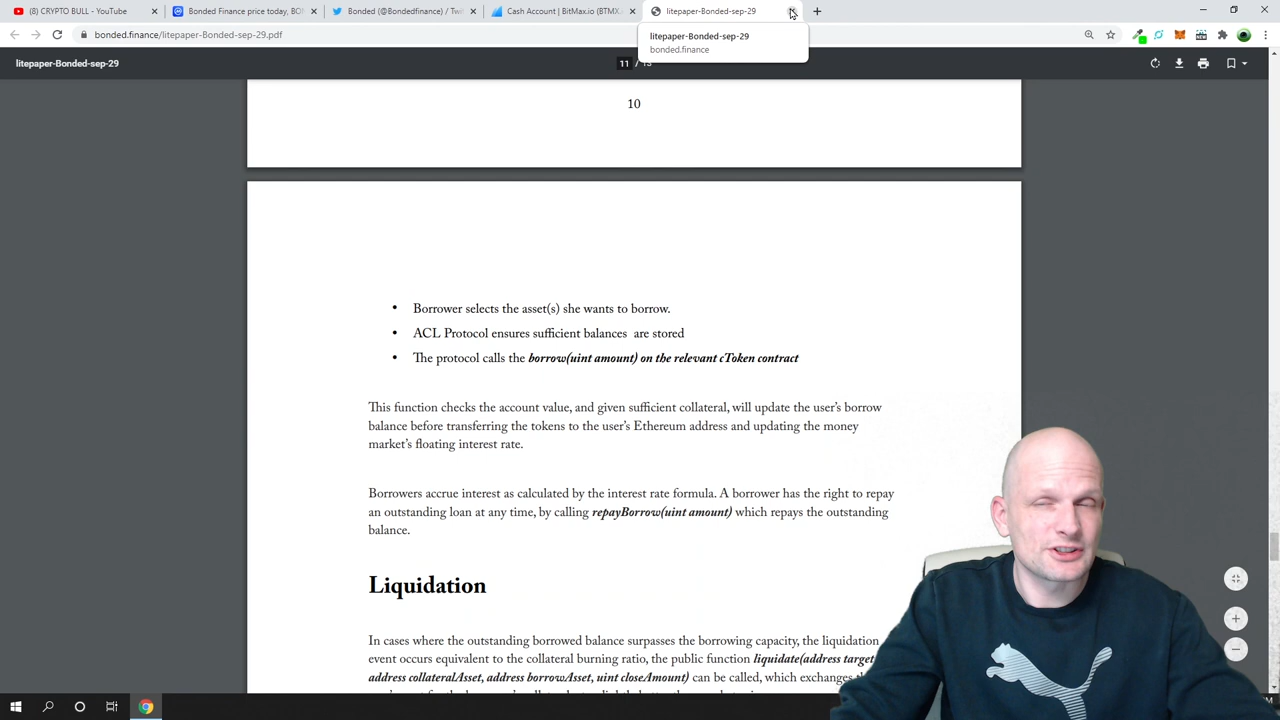 (8) CRYPTO BULL - YouTube
Bonded Finance price today, BON
Bonded (@Bondedfinance) / Twit
Cash Account | BitMax.io (BTMX.
litepaper-Bonded-sep-29
bonded.finance/litepaper-Bonded-sep-29.pdf
litepaper-Bonded-sep-29
bonded.finance
litepaper-Bonded-sep-29
11 / 13
10
• Borrower selects the asset(s) she wants to borrow.
• ACL Protocol ensures sufficient balances are stored
• The protocol calls the borrow(uint amount) on the relevant cToken contract
This function checks the account value, and given sufficient collateral, will update the user's borrow
balance before transferring the tokens to the user's Ethereum address and updating the money
market's floating interest rate.
Borrowers accrue interest as calculated by the interest rate formula. A borrower has the right to repay
an outstanding loan at any time, by calling repayBorrow(uint amount) which repays the outstanding
balance.
Liquidation
In cases where the outstanding borrowed balance surpasses the borrowing capacity, the liquidation
event occurs equivalent to the collateral burning ratio, the public function liquidate(address target
address collateralAsset, address borrowAsset, uint closeAmount) can be called, which exchanges